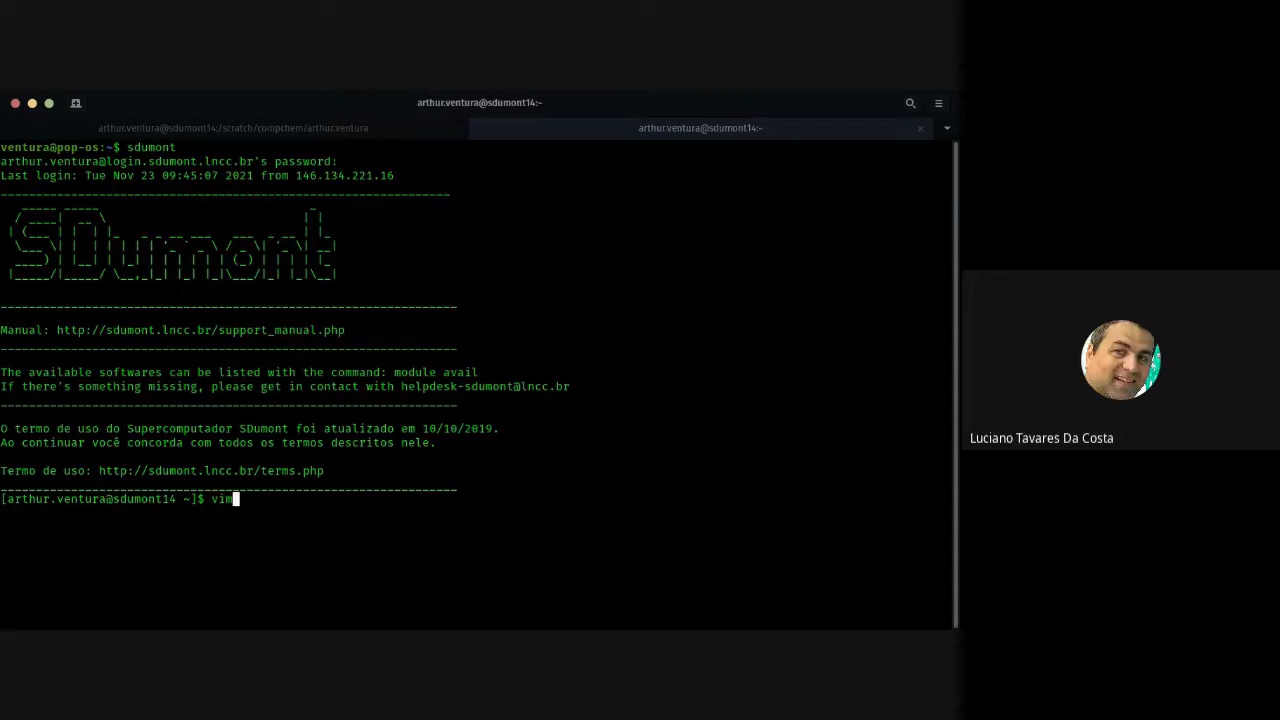 arthur.ventura@sdumont14:~
arthur.ventura@sdumont14:/scratch/compchem/arthur.ventura
arthur.ventura@sdumont14:~
ventura@pop-os:~$ sdumont
arthur.ventura@login.sdumont.lncc.br's password:
Last login: Tue Nov 23 09:45:07 2021 from 146.134.221.16
SDumont
Manual: http://sdumont.lncc.br/support_manual.php
The available softwares can be listed with the command: module avail
If there's something missing, please get in contact with helpdesk-sdumont@lncc.br
O termo de uso do Supercomputador SDumont foi atualizado em 10/10/2019.
Ao continuar você concorda com todos os termos descritos nele.
Termo de uso: http://sdumont.lncc.br/terms.php
[arthur.ventura@sdumont14 ~]$ vim
Luciano Tavares Da Costa